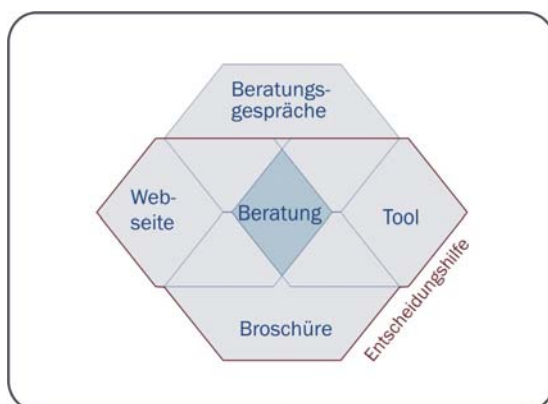 Beratungs-
gespräche
Web-
seite
Beratung
Tool
Broschüre
Entscheidungshilfe